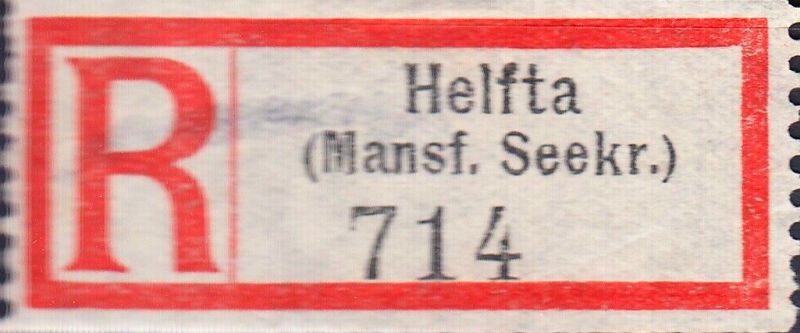 R
Helfta
(Mansf. Seekr.)
714